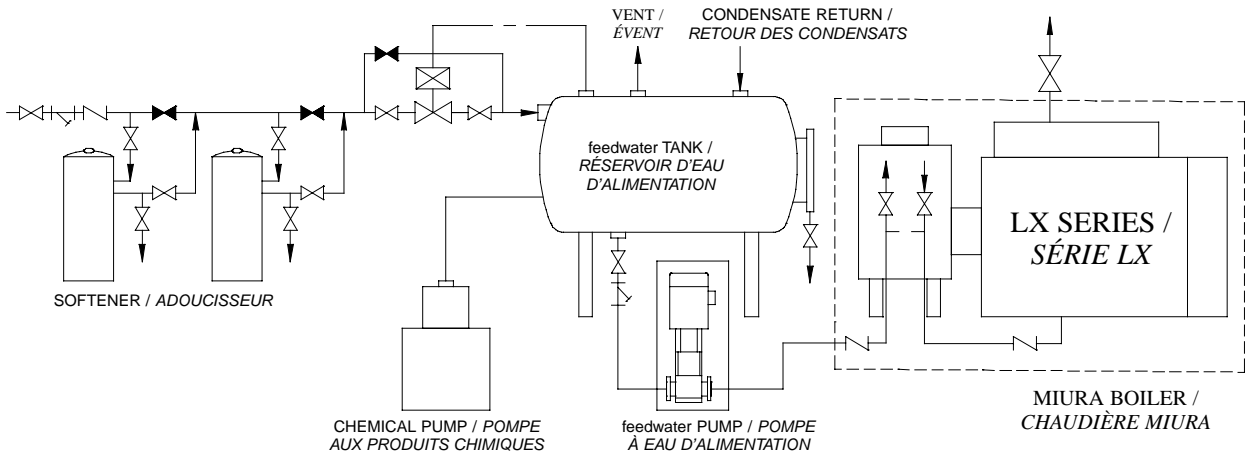 VENT /
ÉVENT
CONDENSATE RETURN /
RETOUR DES CONDENSATS
feedwater TANK /
RÉSERVOIR D'EAU
D'ALIMENTATION
LX SERIES /
SÉRIE LX
SOFTENER / ADOUCISSEUR
CHEMICAL PUMP / POMPE
AUX PRODUITS CHIMIQUES
feedwater PUMP / POMPE
À EAU D'ALIMENTATION
MIURA BOILER /
CHAUDIÈRE MIURA